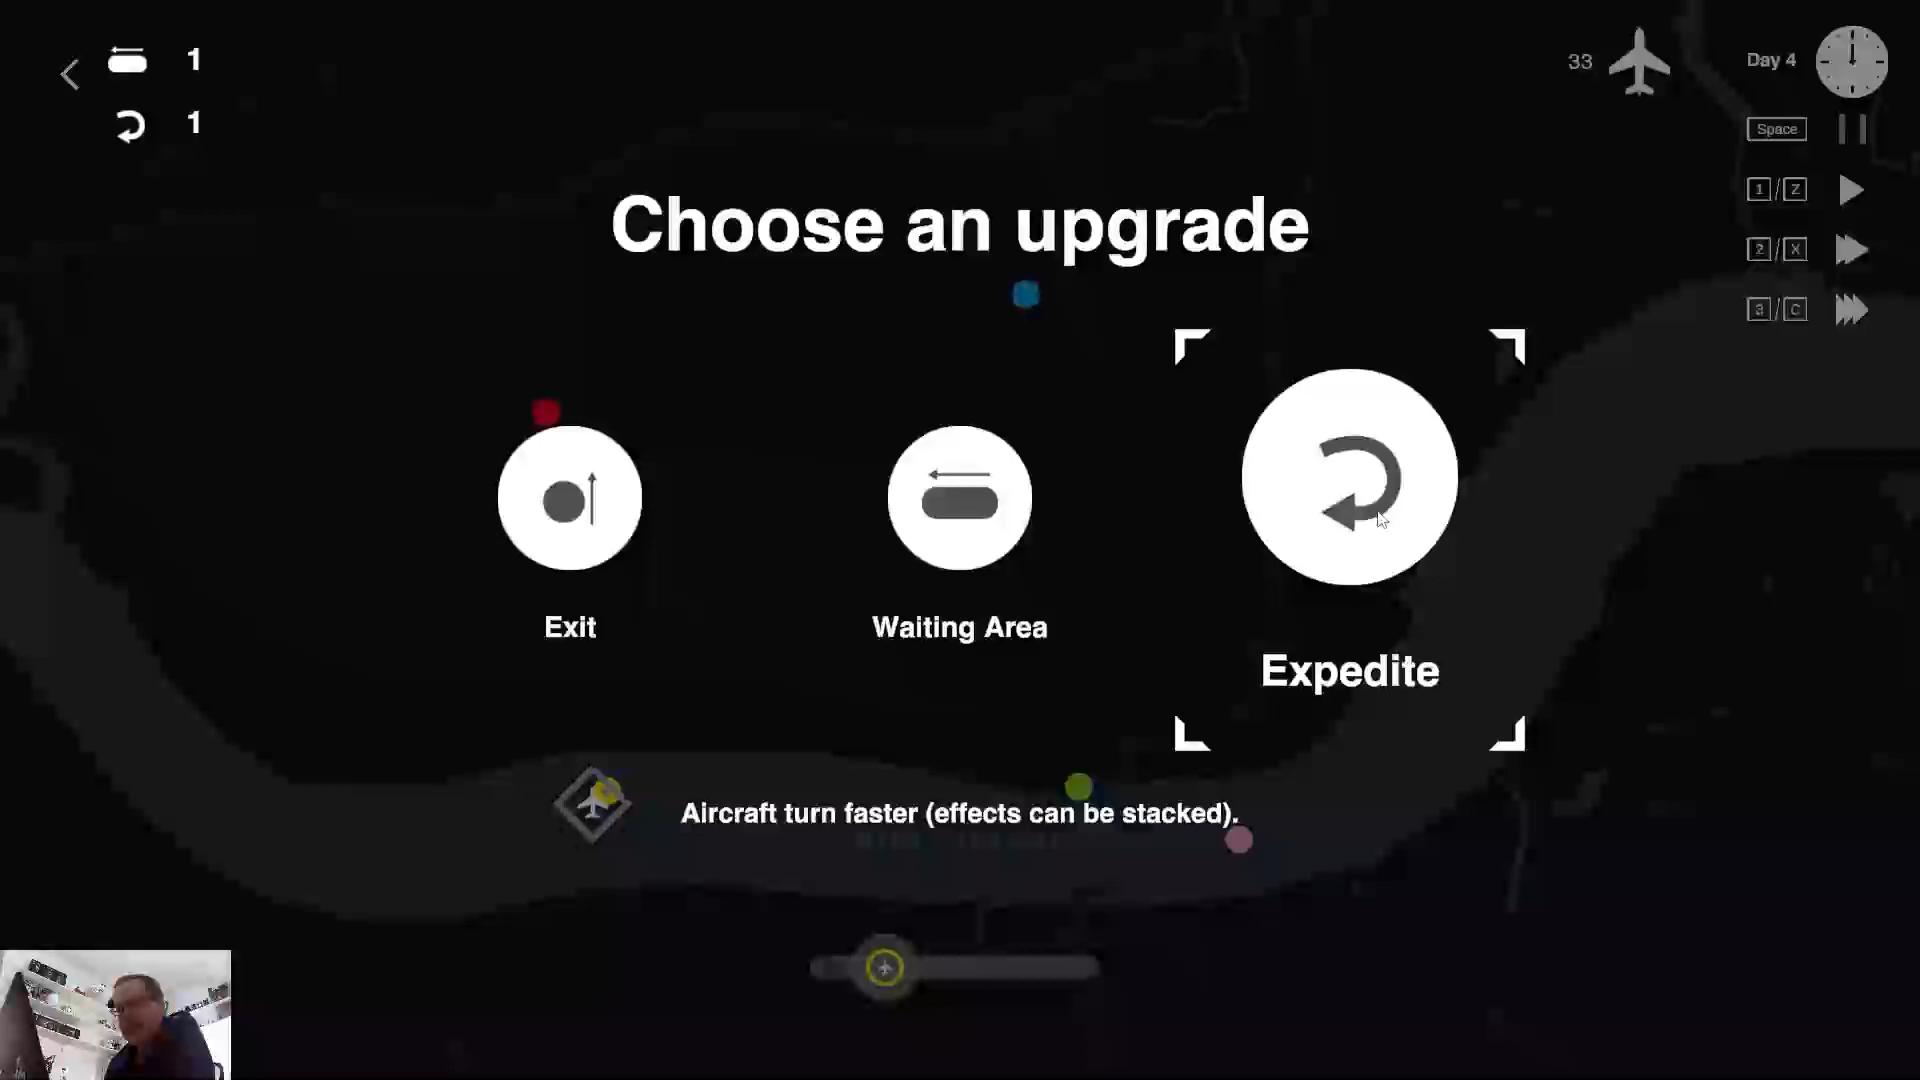 1
1
33
Day 4
Space
1 / Z
2 / X
3 / C
Choose an upgrade
Exit
Waiting Area
Expedite
Aircraft turn faster (effects can be stacked).